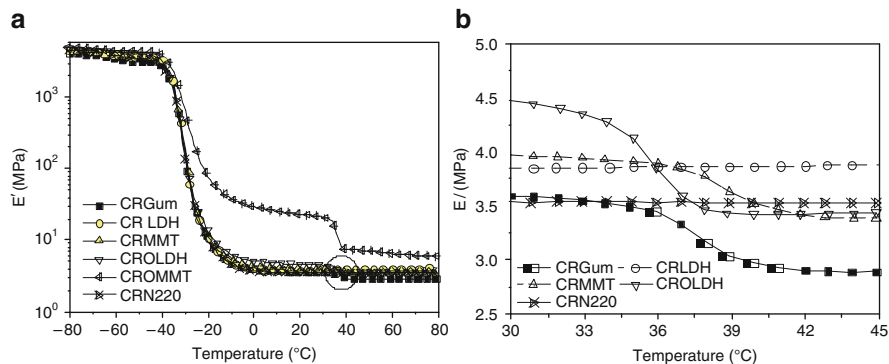 a
E' (MPa)
10³
10²
10¹
10⁰
CRGum
CR LDH
CRMMT
CROLDH
CROMMT
CRN220
−80 −60 −40 −20 0 20 40 60 80
Temperature (°C)
b
E/ (MPa)
5.0
4.5
4.0
3.5
3.0
2.5
CRGum CRLDH
CRMMT CROLDH
CRN220
30 33 36 39 42 45
Temperature (°C)